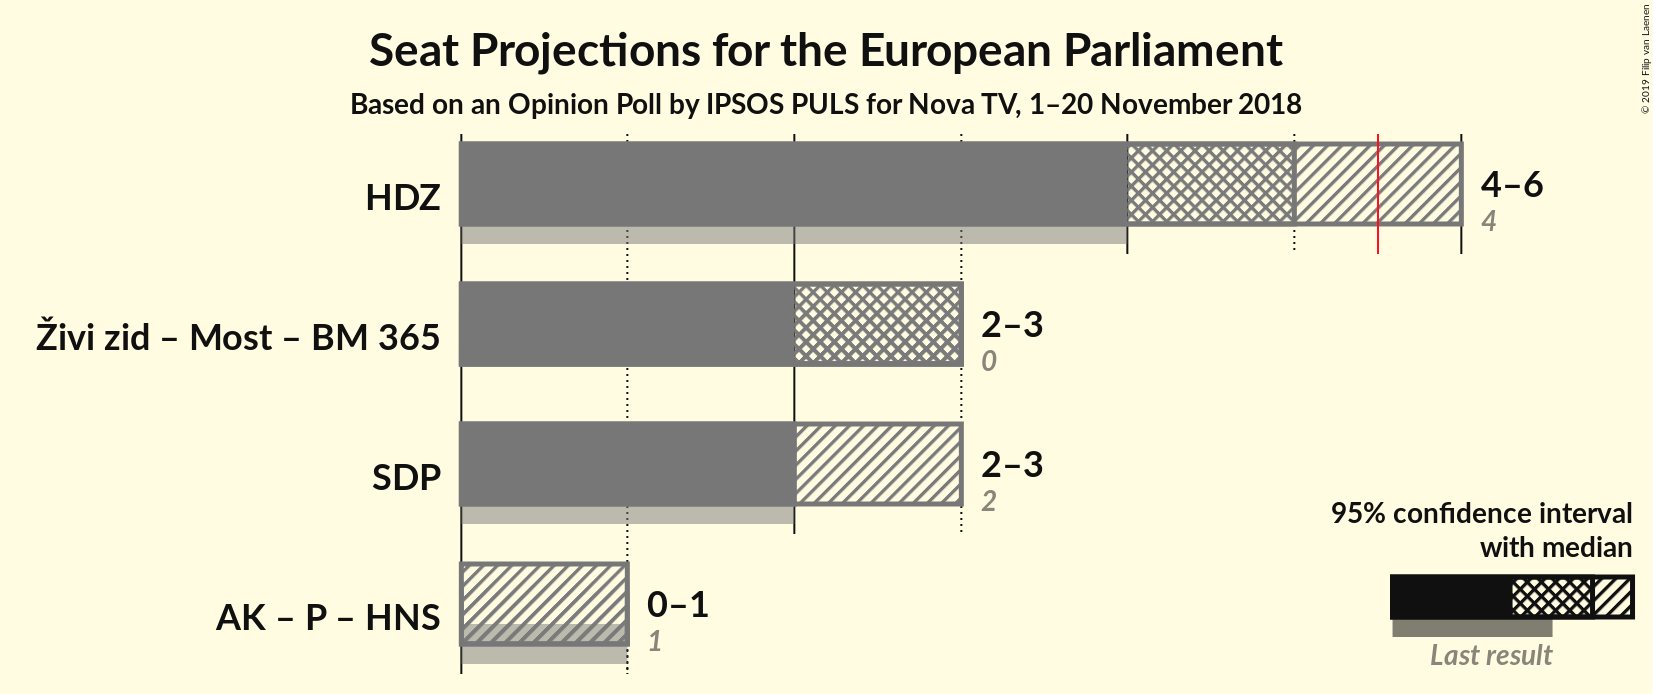 Seat Projections for the European Parliament
Based on an Opinion Poll by IPSOS PULS for Nova TV, 1–20 November 2018
© 2019 Filip van Laenen
HDZ
4–6
4
Živi zid – Most – BM 365
2–3
0
SDP
2–3
2
AK – P – HNS
0–1
1
95% confidence interval
with median
Last result